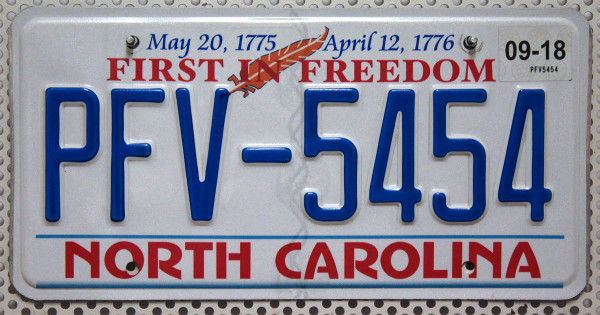 May 20, 1775 April 12, 1776
FIRST IN FREEDOM
09-18
PFV5454
PFV-5454
NORTH CAROLINA